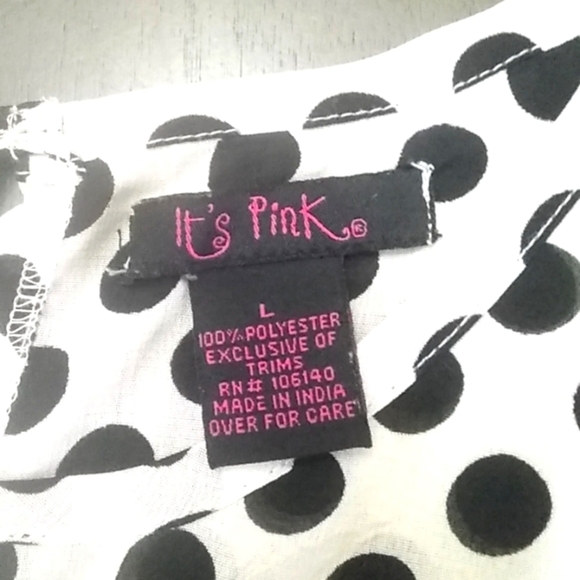 It's Pink®
L
100% POLYESTER
EXCLUSIVE OF
TRIMS
RN# 106140
MADE IN INDIA
OVER FOR CARE